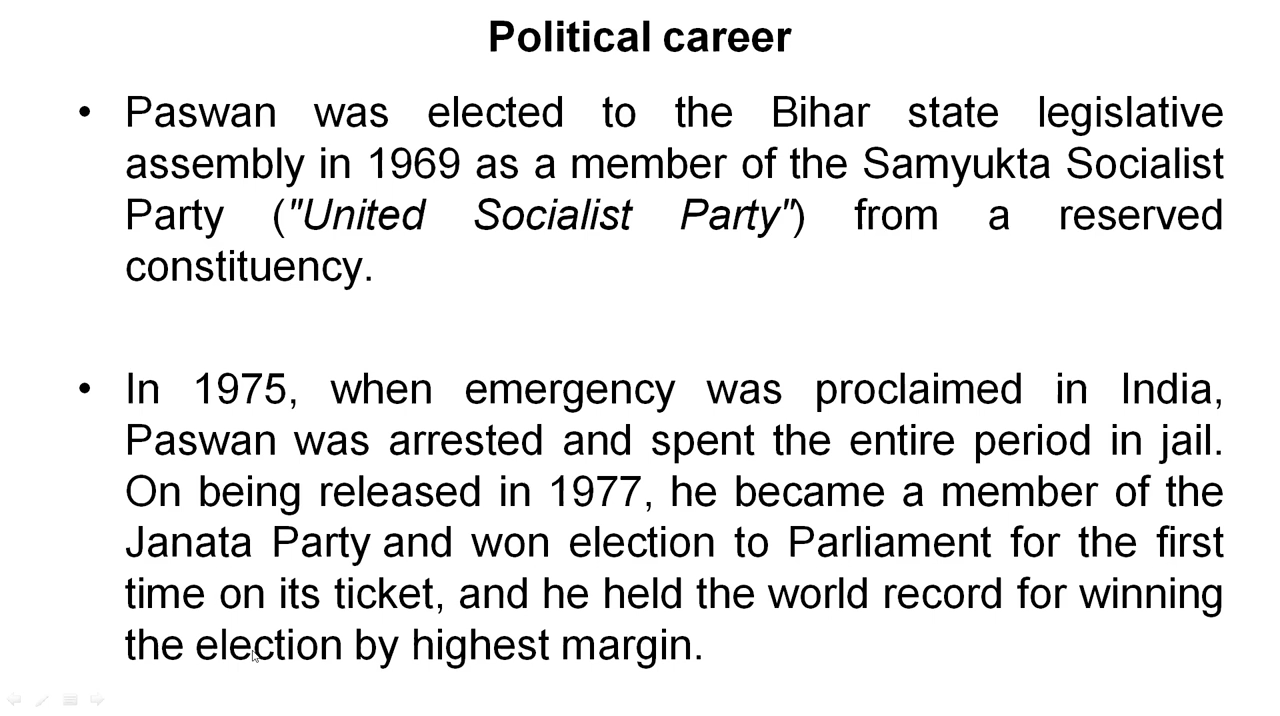 Political career
• Paswan was elected to the Bihar state legislative
assembly in 1969 as a member of the Samyukta Socialist
Party ("United Socialist Party") from a reserved
constituency.
• In 1975, when emergency was proclaimed in India,
Paswan was arrested and spent the entire period in jail.
On being released in 1977, he became a member of the
Janata Party and won election to Parliament for the first
time on its ticket, and he held the world record for winning
the election by highest margin.